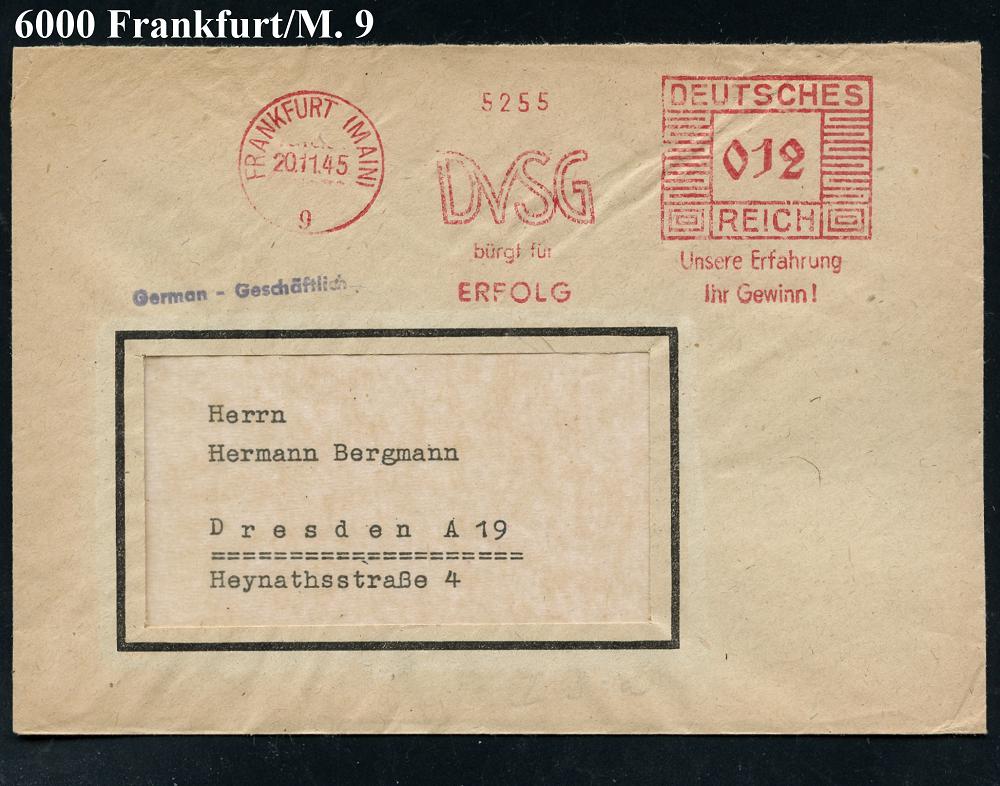 6000 Frankfurt/M. 9
FRANKFURT (MAIN)
20.11.45
9
5255
DVSG
bürgt für
ERFOLG
DEUTSCHES
012
REICH
Unsere Erfahrung
Ihr Gewinn!
German - Geschäftlich
Herrn
Hermann Bergmann
Dresden A 19
=====================
Heynathsstraße 4